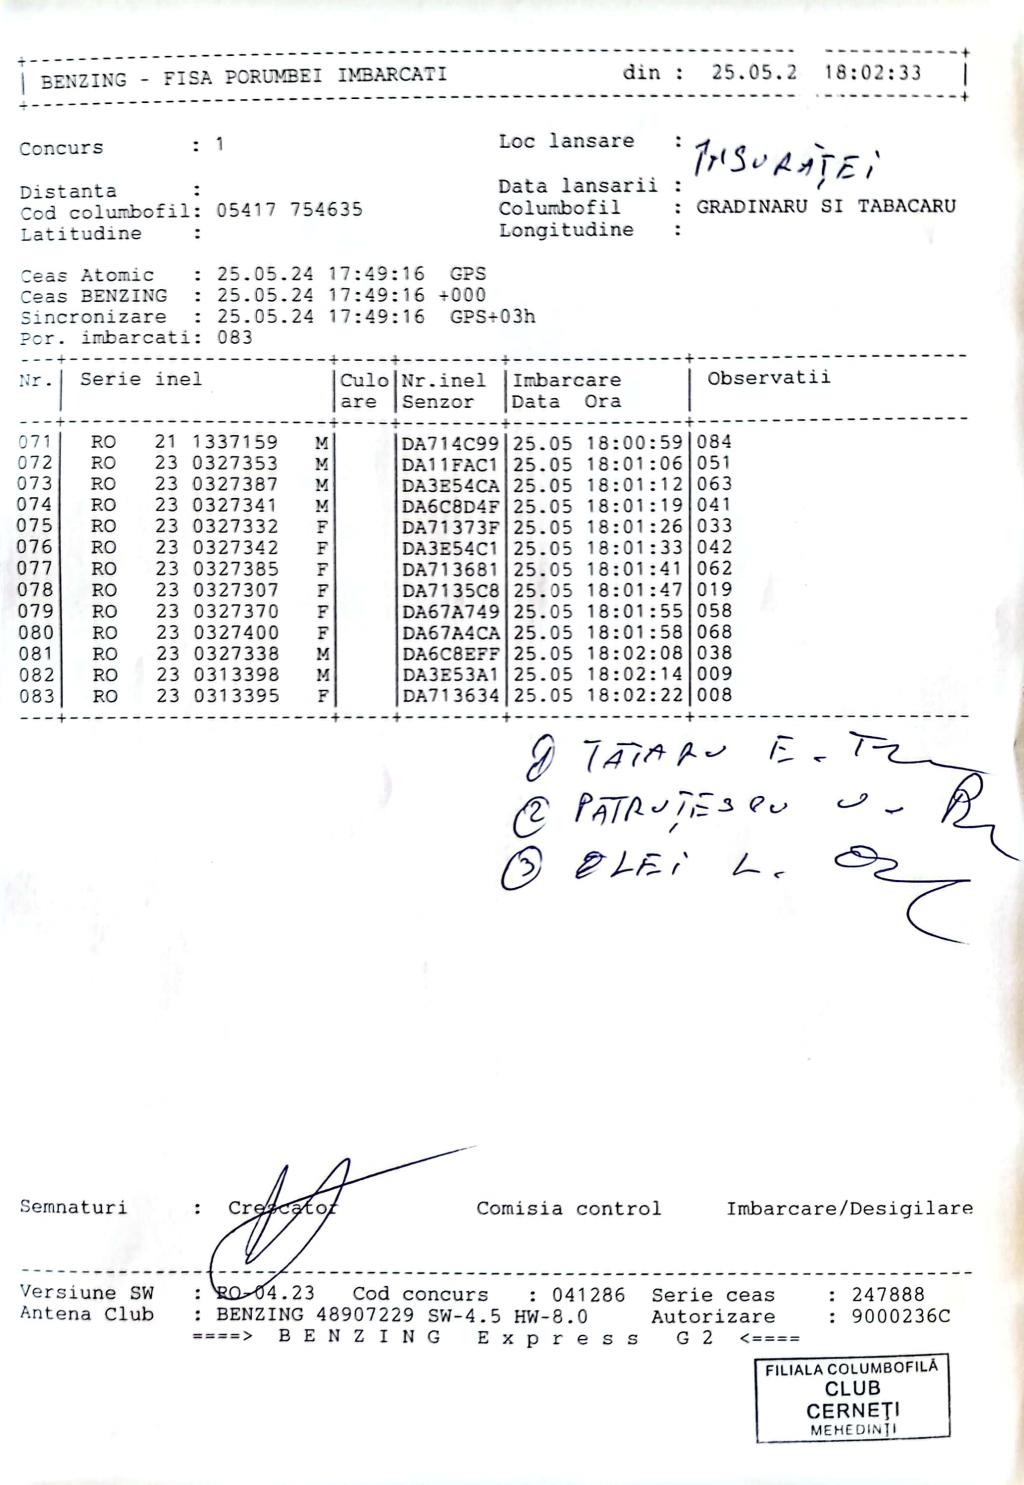 BENZING - FISA PORUMBEI IMBARCATI din : 25.05.2 18:02:33
Concurs : 1 Loc lansare : ÎNSURĂȚEI
Distanta : Data lansarii :
Cod columbofil: 05417 754635 Columbofil : GRADINARU SI TABACARU
Latitudine : Longitudine :
Ceas Atomic : 25.05.24 17:49:16 GPS
Ceas BENZING : 25.05.24 17:49:16 +000
Sincronizare : 25.05.24 17:49:16 GPS+03h
Por. imbarcati: 083
Nr. Serie inel Culo Nr.inel Imbarcare Observatii
are Senzor Data Ora
071 RO 21 1337159 M DA714C99 25.05 18:00:59 084
072 RO 23 0327353 M DA11FAC1 25.05 18:01:06 051
073 RO 23 0327387 M DA3E54CA 25.05 18:01:12 063
074 RO 23 0327341 M DA6C8D4F 25.05 18:01:19 041
075 RO 23 0327332 F DA71373F 25.05 18:01:26 033
076 RO 23 0327342 F DA3E54C1 25.05 18:01:33 042
077 RO 23 0327385 F DA713681 25.05 18:01:41 062
078 RO 23 0327307 F DA7135C8 25.05 18:01:47 019
079 RO 23 0327370 F DA67A749 25.05 18:01:55 058
080 RO 23 0327400 F DA67A4CA 25.05 18:01:58 068
081 RO 23 0327338 M DA6C8EFF 25.05 18:02:08 038
082 RO 23 0313398 M DA3E53A1 25.05 18:02:14 009
083 RO 23 0313395 F DA713634 25.05 18:02:22 008
1 TATARU E.
2 PATRUȚESCU
3 OLEI L.
Semnaturi : Crescator Comisia control Imbarcare/Desigilare
Versiune SW : RO-04.23 Cod concurs : 041286 Serie ceas : 247888
Antena Club : BENZING 48907229 SW-4.5 HW-8.0 Autorizare : 9000236C
====> B E N Z I N G E x p r e s s G 2 <====
FILIALA COLUMBOFILĂ
CLUB
CERNEȚI
MEHEDINȚI